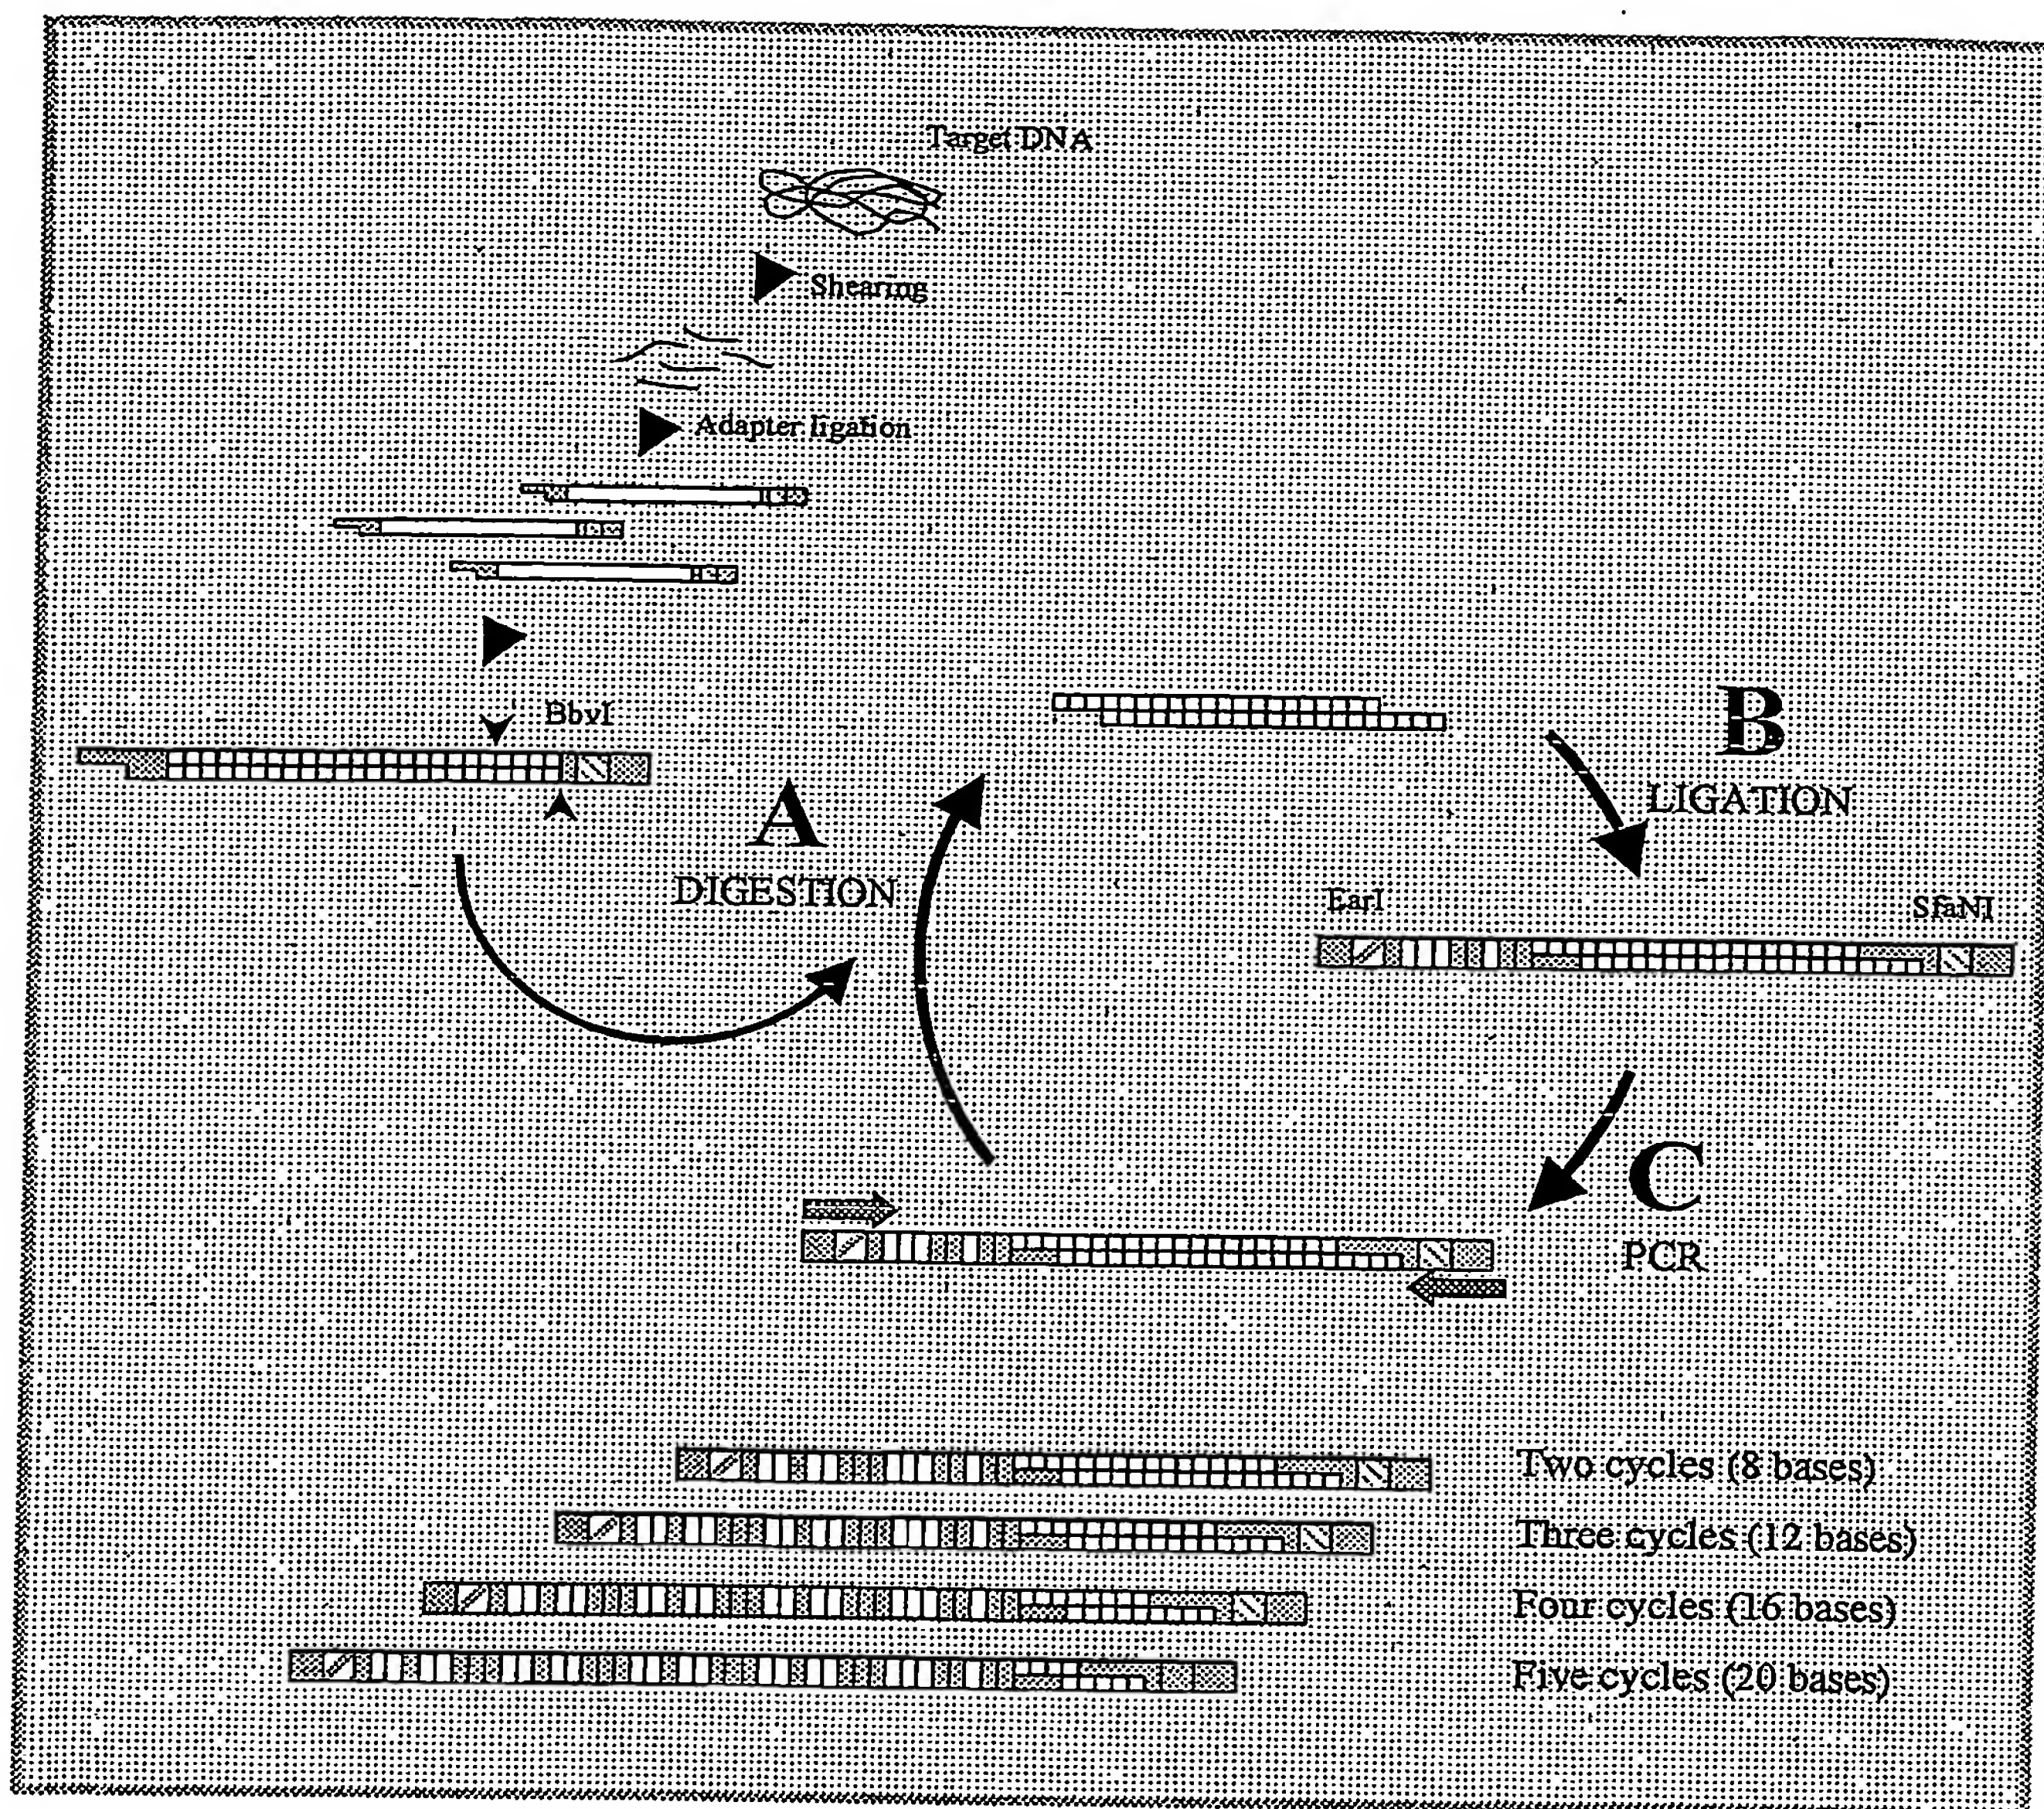 Target DNA
Shearing
Adapter ligation
BbvI
A
DIGESTION
B
LIGATION
EarI
SfaNI
C
PCR
Two cycles (8 bases)
Three cycles (12 bases)
Four cycles (16 bases)
Five cycles (20 bases)